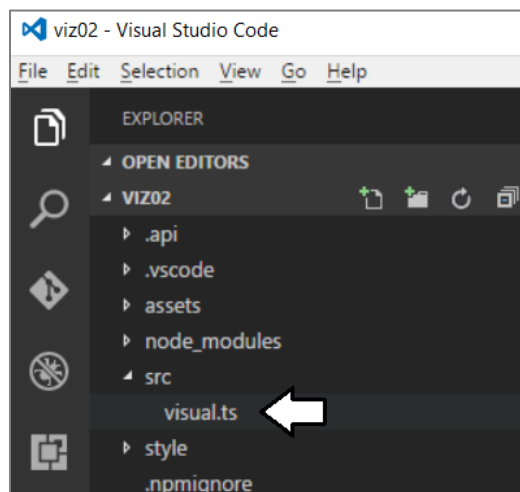 viz02 - Visual Studio Code
File Edit Selection View Go Help
EXPLORER
OPEN EDITORS
VIZ02
.api
.vscode
assets
node_modules
src
visual.ts
style
.npmignore